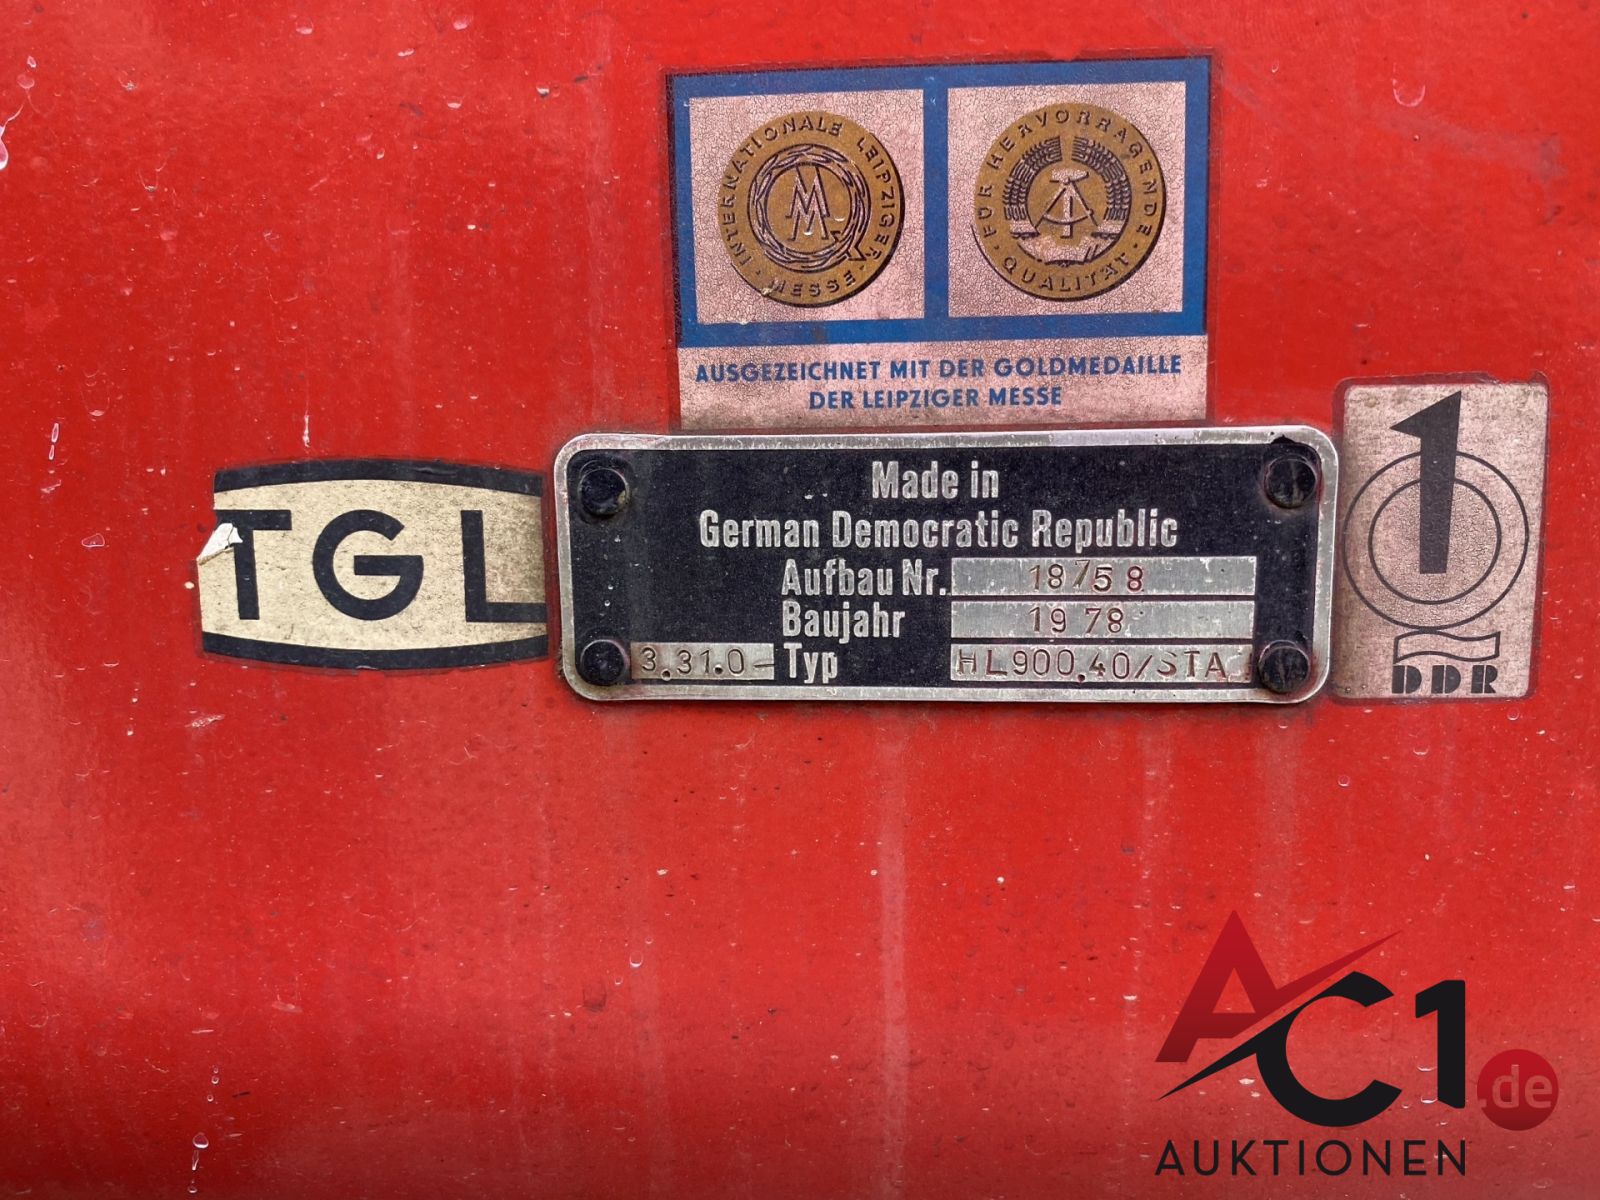 INTERNATIONALE LEIPZIGER MESSE
FÜR HERVORRAGENDE QUALITÄT
AUSGEZEICHNET MIT DER GOLDMEDAILLE
DER LEIPZIGER MESSE
TGL
Made in
German Democratic Republic
Aufbau Nr. 18758
Baujahr 1978
3.31.0- Typ HL900.40/STA
1
DDR
AC1.de
AUKTIONEN